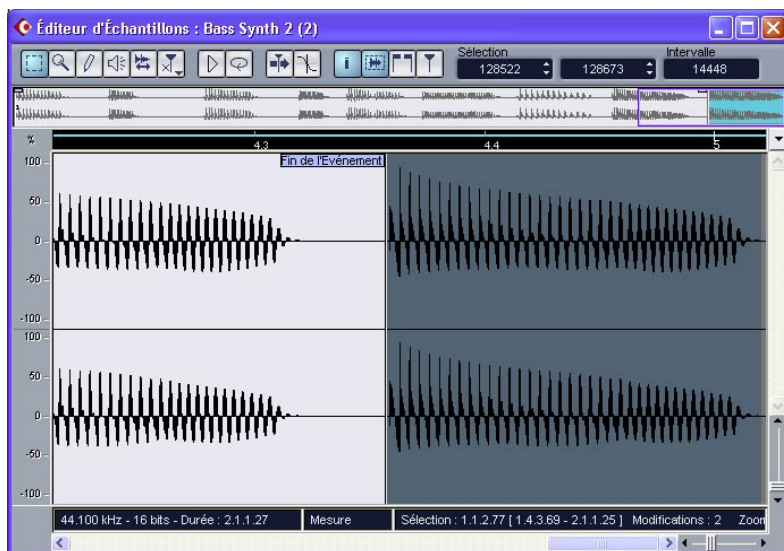 Éditeur d'Échantillons : Bass Synth 2 (2)
Sélection
Intervalle
128522
128673
14448
%
4.3
4.4
5
Fin de l'Evénement
100
50
0
-50
-100
100
50
0
-50
-100
44.100 kHz - 16 bits - Durée : 2.1.1.27
Mesure
Sélection : 1.1.2.77 [ 1.4.3.69 - 2.1.1.25 ] Modifications : 2 Zoom